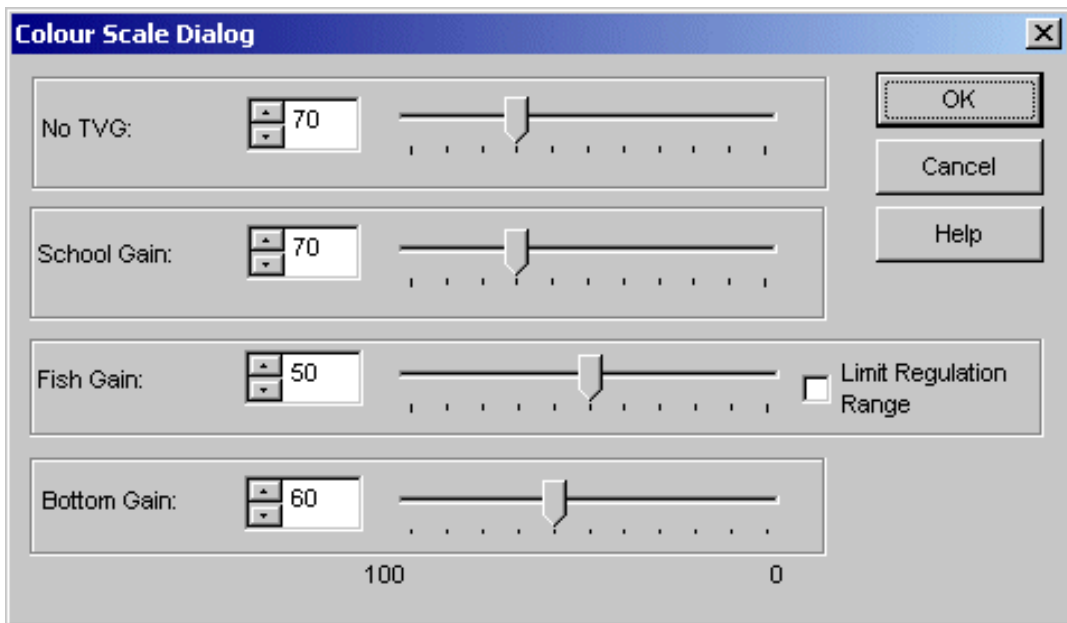 Colour Scale Dialog
No TVG: 70
OK
Cancel
School Gain: 70
Help
Fish Gain: 50
Limit Regulation
Range
Bottom Gain: 60
100 0